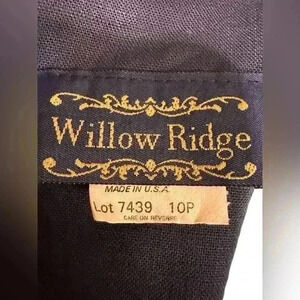 Willow Ridge
MADE IN U.S.A.
Lot 7439 10P
CARE ON REVERSE